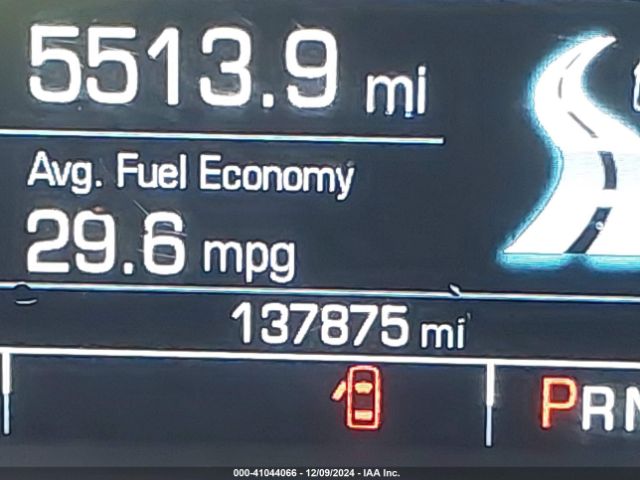 5513.9 mi
Avg. Fuel Economy
29.6 mpg
137875 mi
PRN
000-41044066 - 12/09/2024 - IAA Inc.